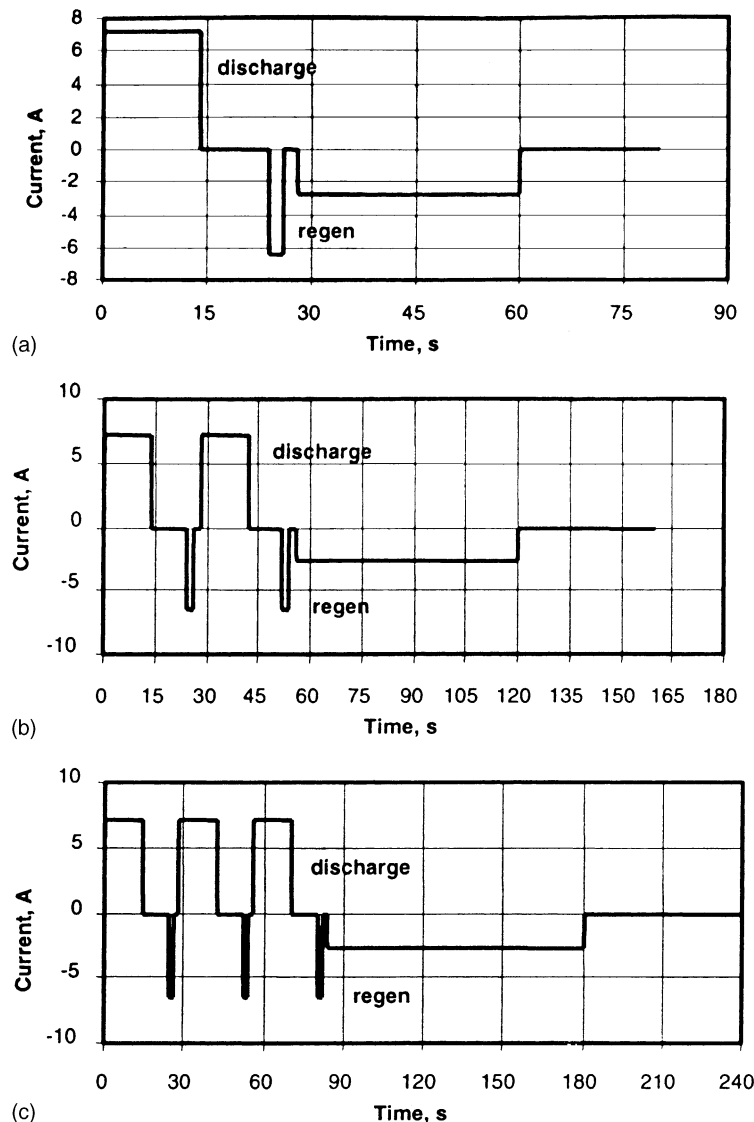 8
6
4
2
0
-2
-4
-6
-8
Current, A
discharge
regen
0 15 30 45 60 75 90
Time, s
(a)
10
5
0
-5
-10
Current, A
discharge
regen
0 15 30 45 60 75 90 105 120 135 145 165 180
Time, s
(b)
10
5
0
-5
-10
Current, A
discharge
regen
0 30 60 90 120 150 180 210 240
Time, s
(c)